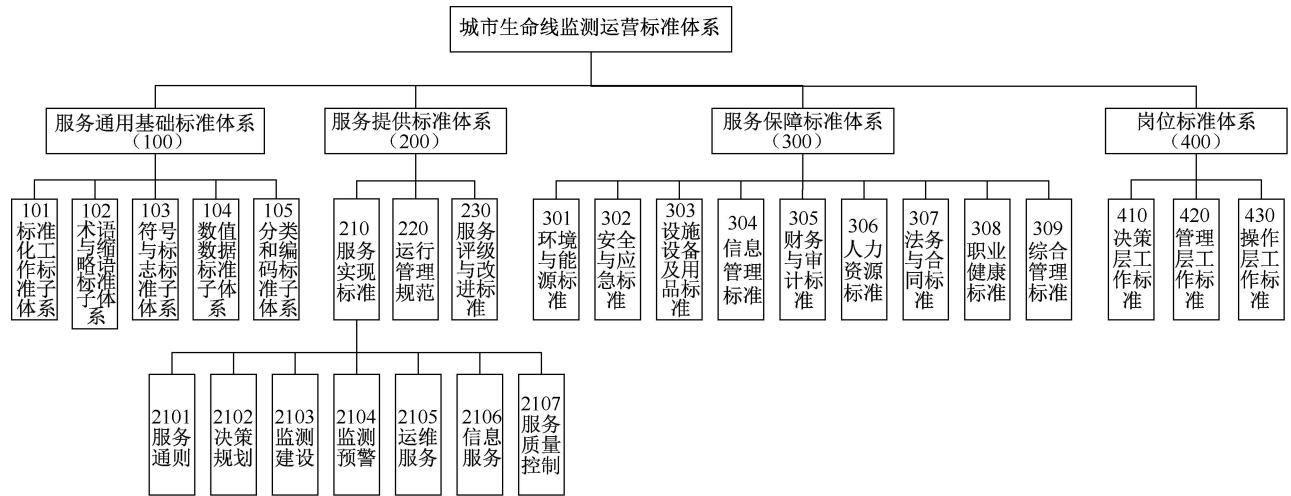 城市生命线监测运营标准体系
服务通用基础标准体系
(100)
服务提供标准体系
(200)
服务保障标准体系
(300)
岗位标准体系
(400)
101
标准
化工
作标
准子
体系
102
术语
与缩
略语
标准
子体
系
103
符号
与标
志标
准子
体系
104
数值
数据
标准
子体
系
105
分类
和编
码标
准子
体系
210
服务
实现
标准
220
运行
管理
规范
230
服务
评级
与改
进标
准
301
环境
与能
源标
准
302
安全
与应
急标
准
303
设施
设备
及用
品标
准
304
信息
管理
标准
305
财务
与审
计标
准
306
人力
资源
标准
307
法务
与合
同标
准
308
职业
健康
标准
309
综合
管理
标准
410
决策
层工
作标
准
420
管理
层工
作标
准
430
操作
层工
作标
准
2101
服务
通则
2102
决策
规划
2103
监测
建设
2104
监测
预警
2105
运维
服务
2106
信息
服务
2107
服务
质量
控制